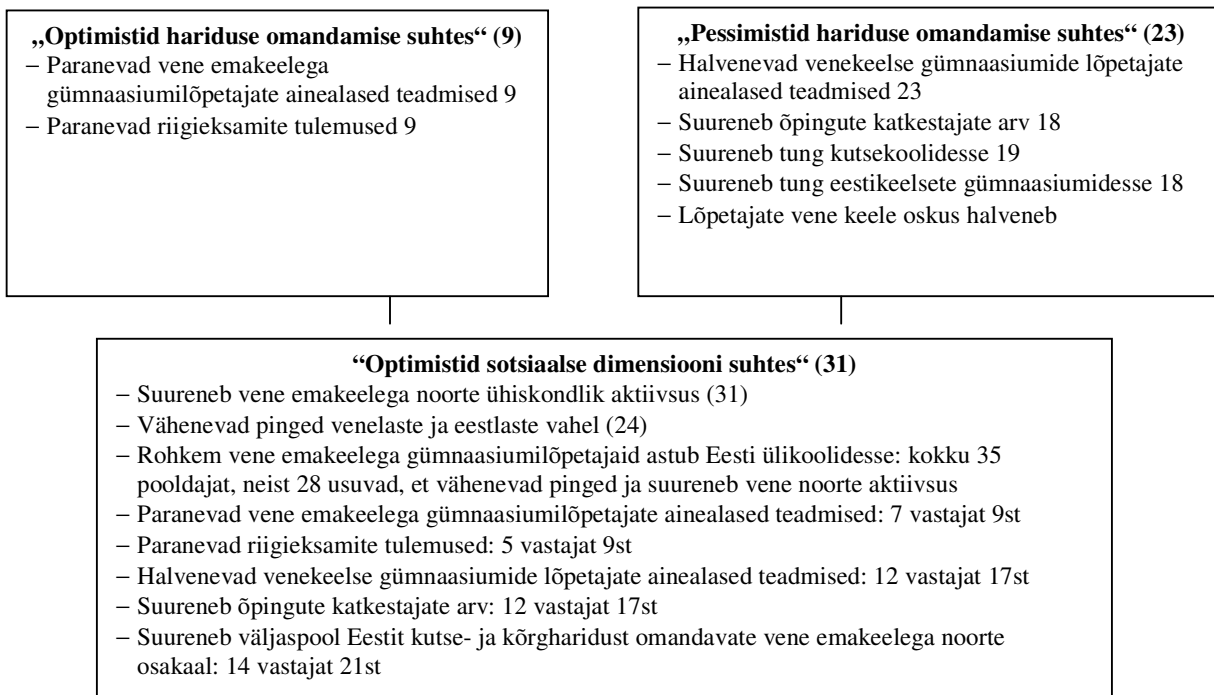 „Optimistid hariduse omandamise suhtes“ (9)
− Paranevad vene emakeelega
gümnaasiumilõpetajate ainealased teadmised 9
− Paranevad riigieksamite tulemused 9
„Pessimistid hariduse omandamise suhtes“ (23)
− Halvenevad venekeelse gümnaasiumide lõpetajate
ainealased teadmised 23
− Suureneb õpingute katkestajate arv 18
− Suureneb tung kutsekoolidesse 19
− Suureneb tung eestikeelsete gümnaasiumidesse 18
− Lõpetajate vene keele oskus halveneb
“Optimistid sotsiaalse dimensiooni suhtes“ (31)
− Suureneb vene emakeelega noorte ühiskondlik aktiivsus (31)
− Vähenevad pinged venelaste ja eestlaste vahel (24)
− Rohkem vene emakeelega gümnaasiumilõpetajaid astub Eesti ülikoolidesse: kokku 35
pooldajat, neist 28 usuvad, et vähenevad pinged ja suureneb vene noorte aktiivsus
− Paranevad vene emakeelega gümnaasiumilõpetajate ainealased teadmised: 7 vastajat 9st
− Paranevad riigieksamite tulemused: 5 vastajat 9st
− Halvenevad venekeelse gümnaasiumide lõpetajate ainealased teadmised: 12 vastajat 17st
− Suureneb õpingute katkestajate arv: 12 vastajat 17st
− Suureneb väljaspool Eestit kutse- ja kõrgharidust omandavate vene emakeelega noorte
osakaal: 14 vastajat 21st